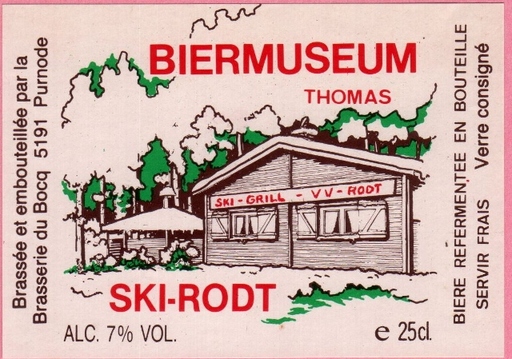 BIERMUSEUM
THOMAS
SKI - GRILL - VV - RODT
SKI-RODT
ALC. 7% VOL.
e 25cl.
Brassée et embouteillée par la
Brasserie du Bocq 5191 Purnode
BIERE REFERMENTEE EN BOUTEILLE
SERVIR FRAIS Verre consigné